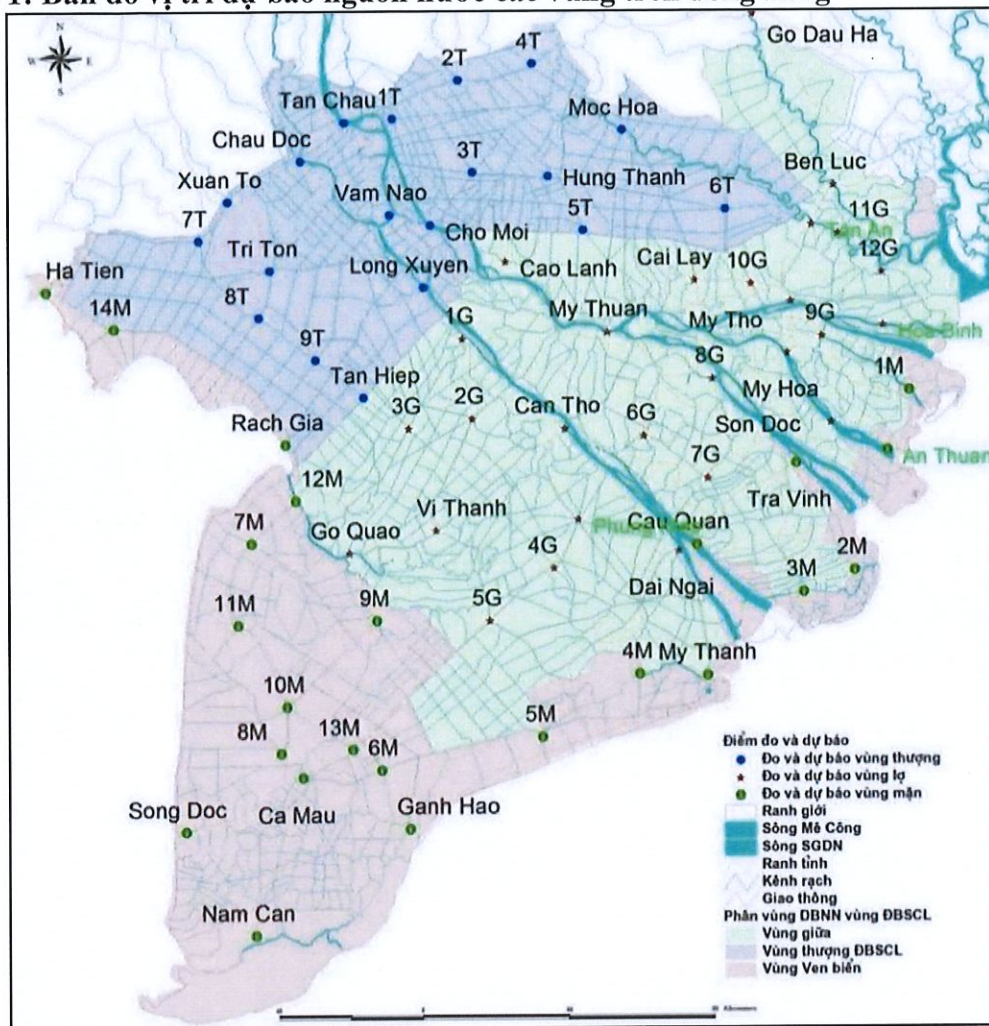 1: Bản đồ vị trí dự báo nguồn nước các vùng trên đồng bằng
N
W E
S
Go Dau Ha
4T
2T
Tan Chau 1T
Moc Hoa
Chau Doc
Ben Luc
3T
Xuan To
Hung Thanh
Vam Nao
6T
7T
5T
11G
Tan An
Tri Ton
Cho Moi
12G
Ha Tien
Long Xuyen
Cao Lanh
Cai Lay
10G
14M
8T
1G
My Thuan
My Tho
9G
Hoa Binh
9T
8G
1M
Tan Hiep
My Hoa
3G
2G
Can Tho
6G
Rach Gia
Son Doc
An Thuan
7G
12M
Tra Vinh
7M
Vi Thanh
Go Quao
Cau Quan
4G
2M
3M
Dai Ngai
11M
9M
5G
4M My Thanh
10M
8M
13M
6M
5M
Song Doc
Ca Mau
Ganh Hao
Nam Can
Điểm đo và dự báo
Đo và dự báo vùng thượng
Đo và dự báo vùng lợ
Đo và dự báo vùng mặn
Ranh giới
Sông Mê Công
Sông SGDN
Ranh tỉnh
Kênh rạch
Giao thông
Phân vùng DBNN vùng ĐBSCL
Vùng giữa
Vùng thượng ĐBSCL
Vùng Ven biển